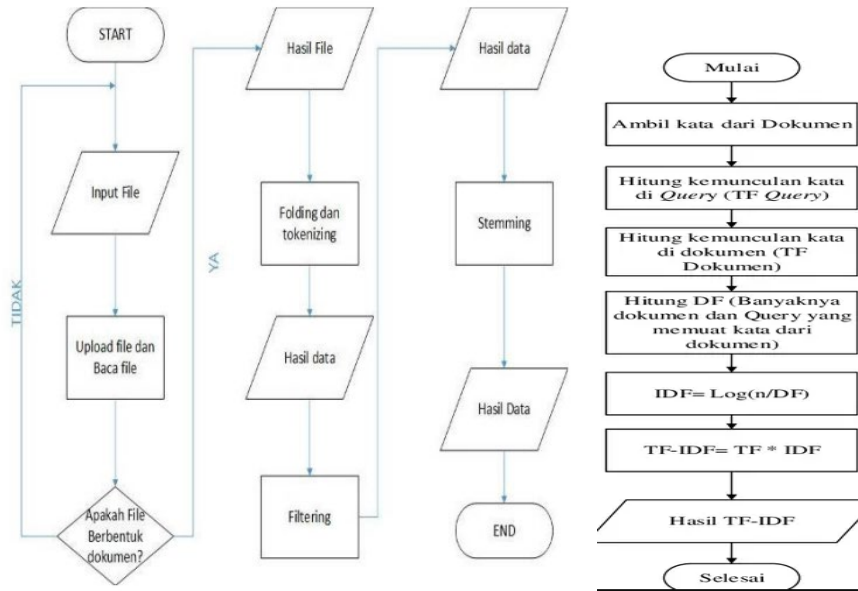 START
Input File
TIDAK
Upload file dan
Baca file
Apakah File
Berbentuk
dokumen?
YA
Hasil File
Folding dan
tokenizing
Hasil data
Filtering
Hasil data
Stemming
Hasil Data
END
Mulai
Ambil kata dari Dokumen
Hitung kemunculan kata
di Query (TF Query)
Hitung kemunculan kata
di dokumen (TF
Dokumen)
Hitung DF (Banyaknya
dokumen dan Query yang
memuat kata dari
dokumen)
IDF= Log(n/DF)
TF-IDF= TF * IDF
Hasil TF-IDF
Selesai